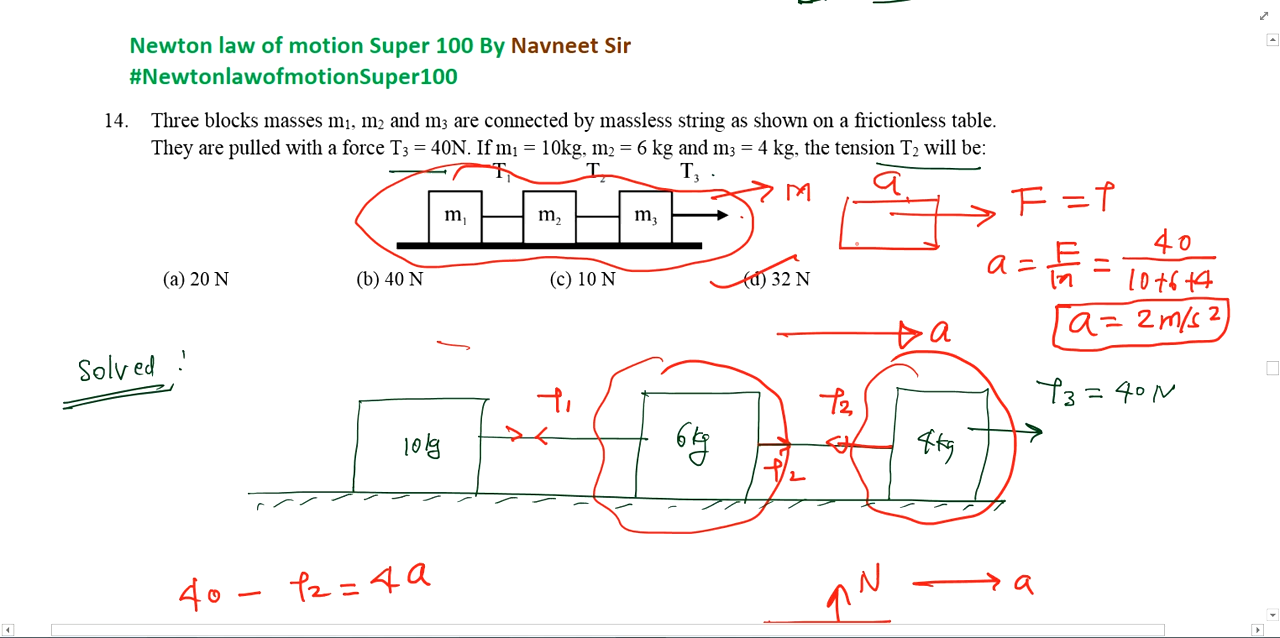 Newton law of motion Super 100 By Navneet Sir
#NewtonlawofmotionSuper100
14. Three blocks masses m₁, m₂ and m₃ are connected by massless string as shown on a frictionless table.
They are pulled with a force T₃ = 40N. If m₁ = 10kg, m₂ = 6 kg and m₃ = 4 kg, the tension T₂ will be:
T₁ T₂ T₃
m₁ m₂ m₃
M
a
F = T
a = F/m = 40/(10+6+4)
a = 2 m/s²
(a) 20 N (b) 40 N (c) 10 N (d) 32 N
a
Solved :
T₁ T₂ T₃ = 40 N
10kg 6kg 4kg
T₂
40 - T₂ = 4a
N a